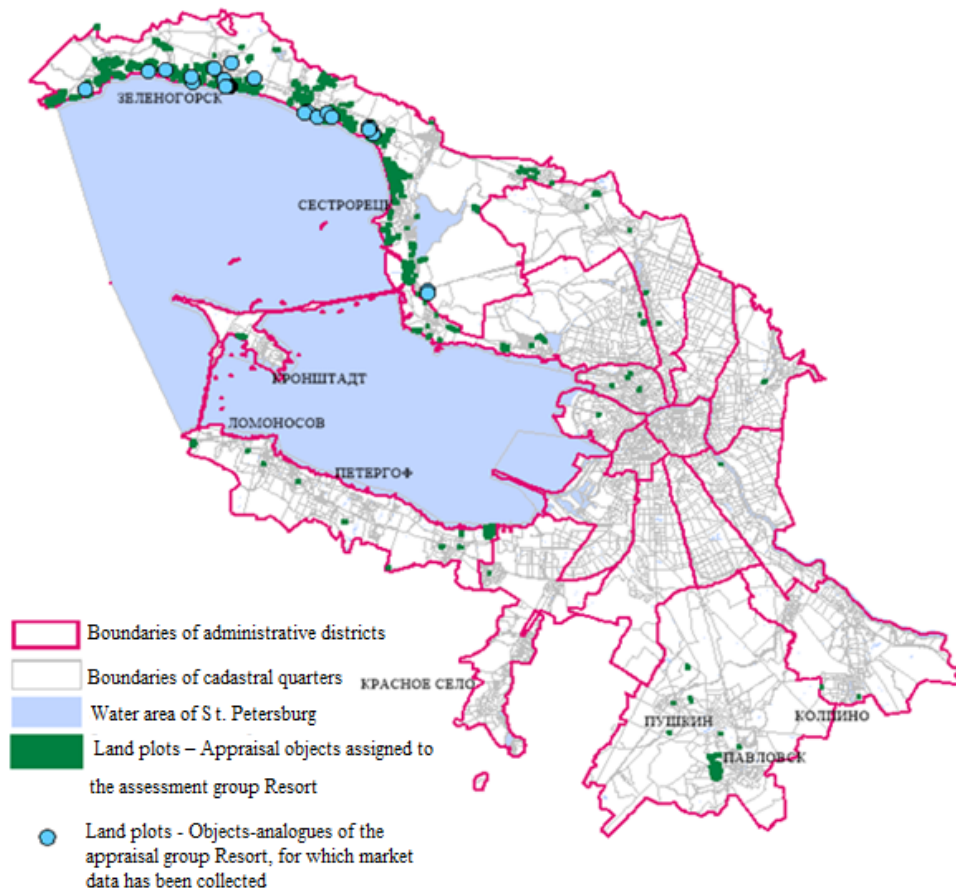 ЗЕЛЕНОГОРСК
СЕСТРОРЕЦК
КРОНШТАДТ
ЛОМОНОСОВ
ПЕТЕРГОФ
КРАСНОЕ СЕЛО
ПУШКИН
КОЛПИНО
ПАВЛОВСК
Boundaries of administrative districts
Boundaries of cadastral quarters
Water area of St. Petersburg
Land plots – Appraisal objects assigned to
the assessment group Resort
Land plots - Objects-analogues of the
appraisal group Resort, for which market
data has been collected